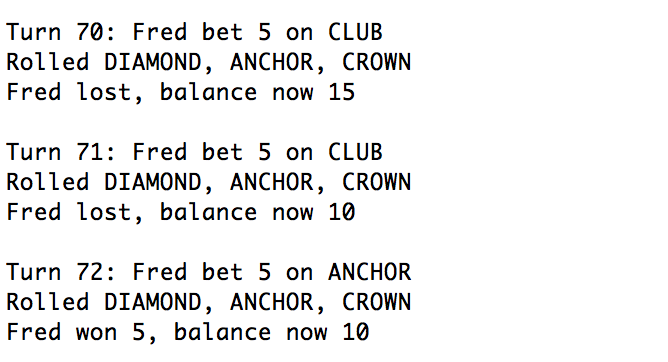 Turn 70: Fred bet 5 on CLUB
Rolled DIAMOND, ANCHOR, CROWN
Fred lost, balance now 15
Turn 71: Fred bet 5 on CLUB
Rolled DIAMOND, ANCHOR, CROWN
Fred lost, balance now 10
Turn 72: Fred bet 5 on ANCHOR
Rolled DIAMOND, ANCHOR, CROWN
Fred won 5, balance now 10